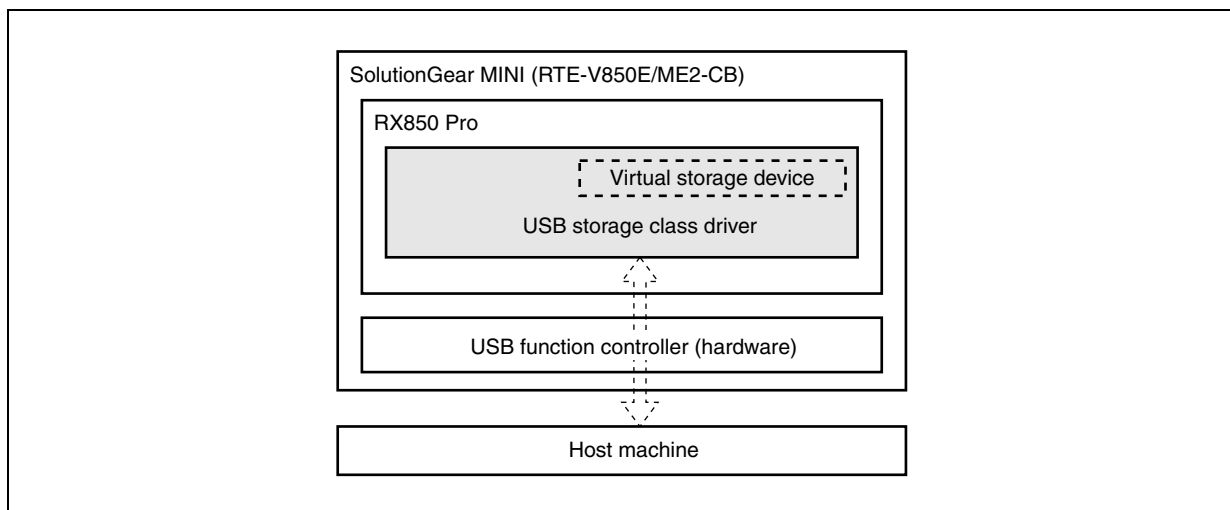 SolutionGear MINI (RTE-V850E/ME2-CB)
RX850 Pro
Virtual storage device
USB storage class driver
USB function controller (hardware)
Host machine